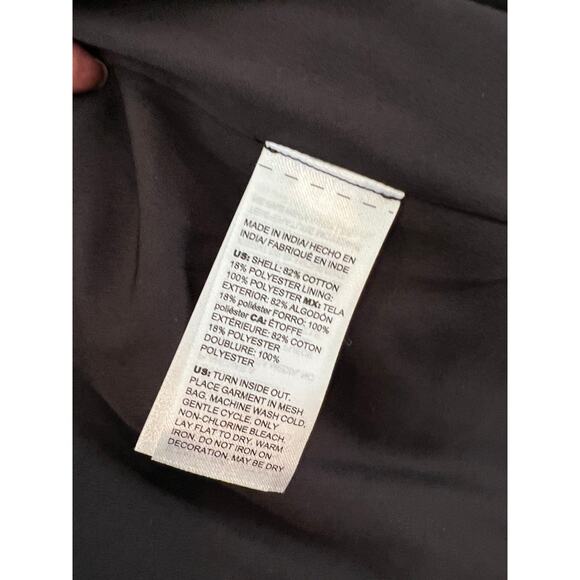 MADE IN INDIA/ HECHO EN
INDIA/ FABRIQUÉ EN INDE
US: SHELL: 82% COTTON
18% POLYESTER LINING:
100% POLYESTER MX: TELA
EXTERIOR: 82% ALGODÓN
18% poliéster FORRO: 100%
poliéster CA: ÉTOFFE
EXTÉRIEURE: 82% COTON
18% POLYESTER
DOUBLURE: 100%
POLYESTER
US: TURN INSIDE OUT.
PLACE GARMENT IN MESH
BAG. MACHINE WASH COLD.
GENTLE CYCLE. ONLY
NON-CHLORINE BLEACH.
LAY FLAT TO DRY. WARM
IRON. DO NOT IRON ON
DECORATION. MAY BE DRY